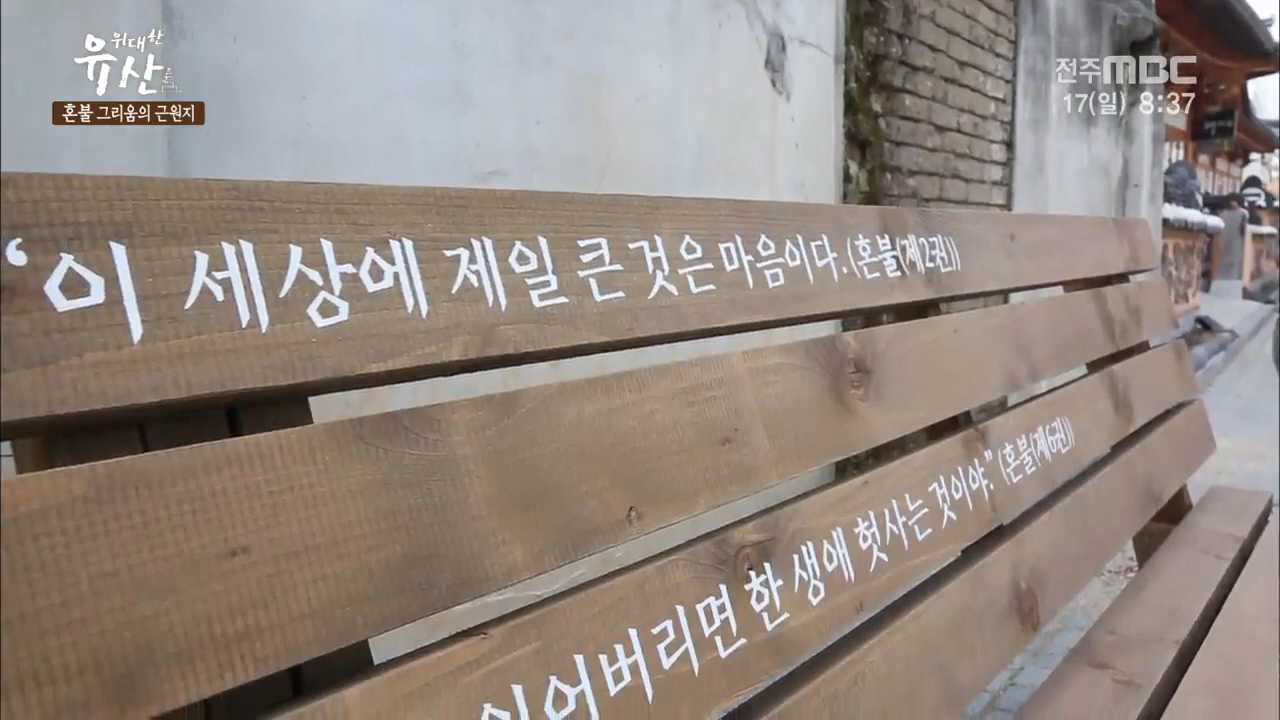 위대한
유산
혼불 그리움의 근원지
전주MBC
17(일) 8:37
‘이 세상에 제일 큰 것은 마음이다. (혼불(제2권))
잃어버리면 한 생애 헛사는 것이야.” (혼불(제6권))